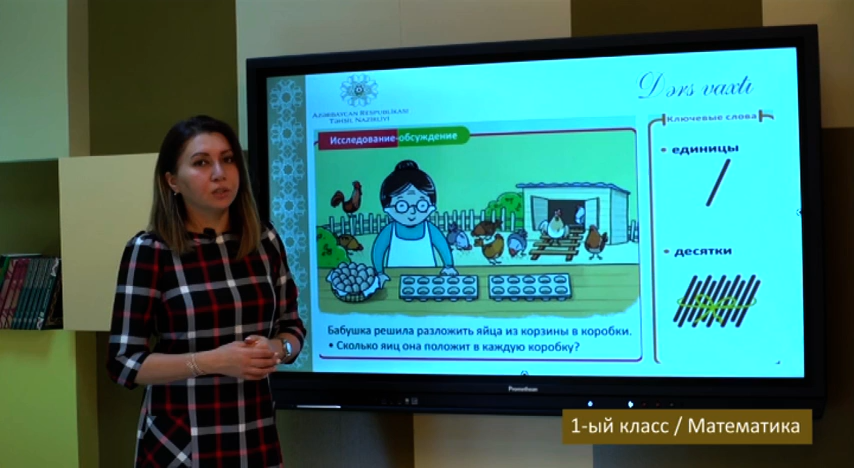 Dərs vaxtı
Azərbaycan Respublikası
Təhsil Nazirliyi
Исследование-обсуждение
Ключевые слова
• единицы
• десятки
Бабушка решила разложить яйца из корзины в коробки.
• Сколько яиц она положит в каждую коробку?
Promethean
1-ый класс / Математика